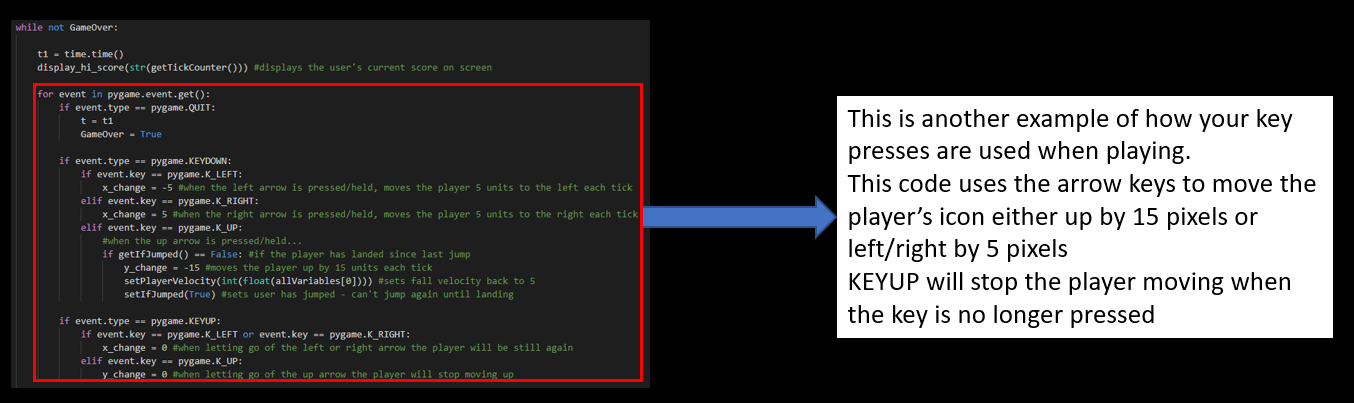 while not GameOver:
t1 = time.time()
display_hi_score(str(getTickCounter())) #displays the user's current score on screen
for event in pygame.event.get():
if event.type == pygame.QUIT:
t = t1
GameOver = True
if event.type == pygame.KEYDOWN:
if event.key == pygame.K_LEFT:
x_change = -5 #when the left arrow is pressed/held, moves the player 5 units to the left each tick
elif event.key == pygame.K_RIGHT:
x_change = 5 #when the right arrow is pressed/held, moves the player 5 units to the right each tick
elif event.key == pygame.K_UP:
#when the up arrow is pressed/held...
if getIfJumped() == False: #if the player has landed since last jump
y_change = -15 #moves the player up by 15 units each tick
setPlayerVelocity(int(float(allVariables[0]))) #sets fall velocity back to 5
setIfJumped(True) #sets user has jumped - can't jump again until landing
if event.type == pygame.KEYUP:
if event.key == pygame.K_LEFT or event.key == pygame.K_RIGHT:
x_change = 0 #when letting go of the left or right arrow the player will be still again
elif event.key == pygame.K_UP:
y_change = 0 #when letting go of the up arrow the player will stop moving up
This is another example of how your key
presses are used when playing.
This code uses the arrow keys to move the
player’s icon either up by 15 pixels or
left/right by 5 pixels
KEYUP will stop the player moving when
the key is no longer pressed